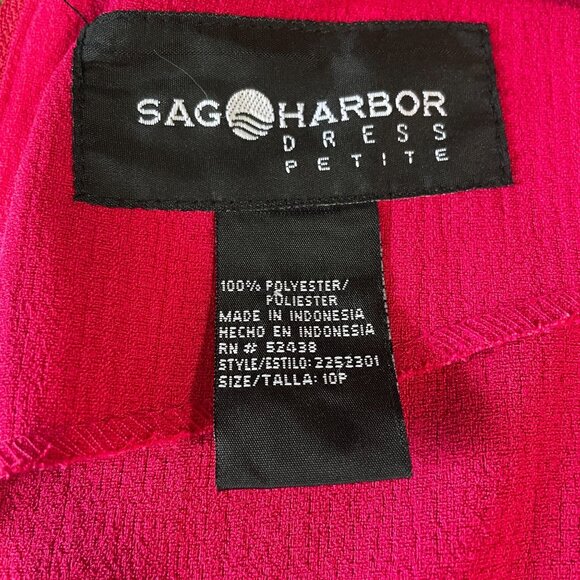 SAG HARBOR
DRESS
PETITE
100% POLYESTER/
POLIESTER
MADE IN INDONESIA
HECHO EN INDONESIA
RN # 52438
STYLE/ESTILO: 2252301
SIZE/TALLA: 10P